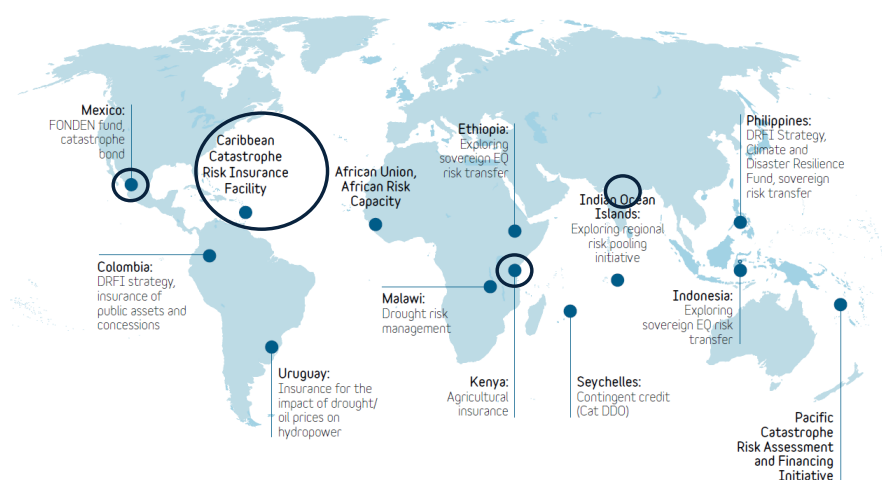 Mexico:
FONDEN fund,
catastrophe
bond
Caribbean
Catastrophe
Risk Insurance
Facility
African Union,
African Risk
Capacity
Ethiopia:
Exploring
sovereign EQ
risk transfer
Indian Ocean
Islands:
Exploring regional
risk pooling
initiative
Philippines:
DRFI Strategy,
Climate and
Disaster Resilience
Fund, sovereign
risk transfer
Colombia:
DRFI strategy,
insurance of
public assets and
concessions
Malawi:
Drought risk
management
Indonesia:
Exploring
sovereign EQ risk
transfer
Uruguay:
Insurance for the
impact of drought/
oil prices on
hydropower
Kenya:
Agricultural
insurance
Seychelles:
Contingent credit
(Cat DDO)
Pacific
Catastrophe
Risk Assessment
and Financing
Initiative